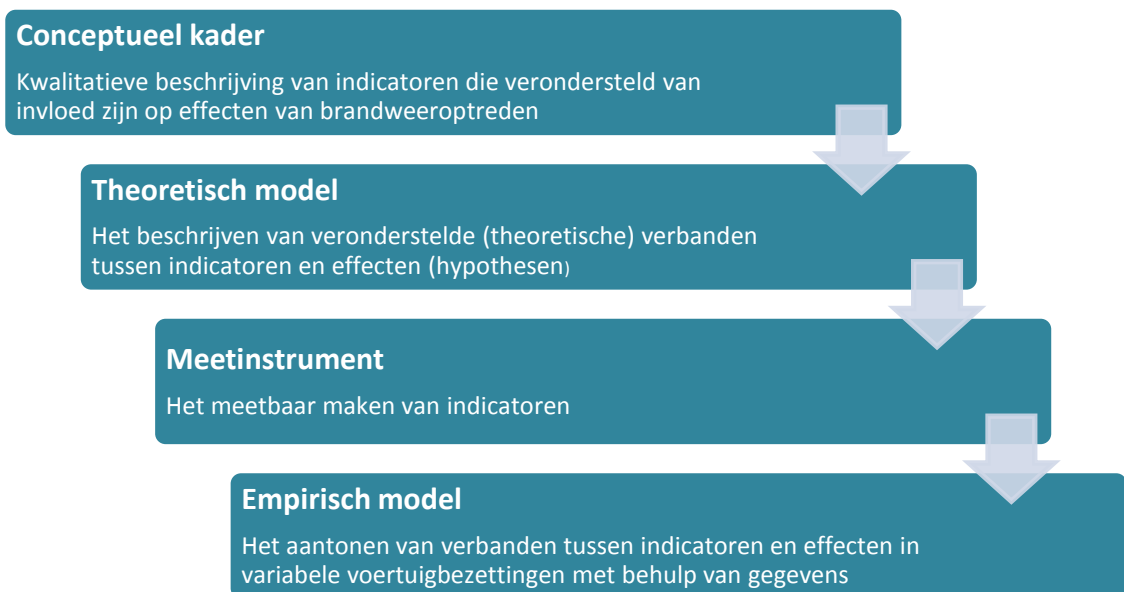 Conceptueel kader
Kwalitatieve beschrijving van indicatoren die verondersteld van
invloed zijn op effecten van brandweeroptreden
Theoretisch model
Het beschrijven van veronderstelde (theoretische) verbanden
tussen indicatoren en effecten (hypothesen)
Meetinstrument
Het meetbaar maken van indicatoren
Empirisch model
Het aantonen van verbanden tussen indicatoren en effecten in
variabele voertuigbezettingen met behulp van gegevens